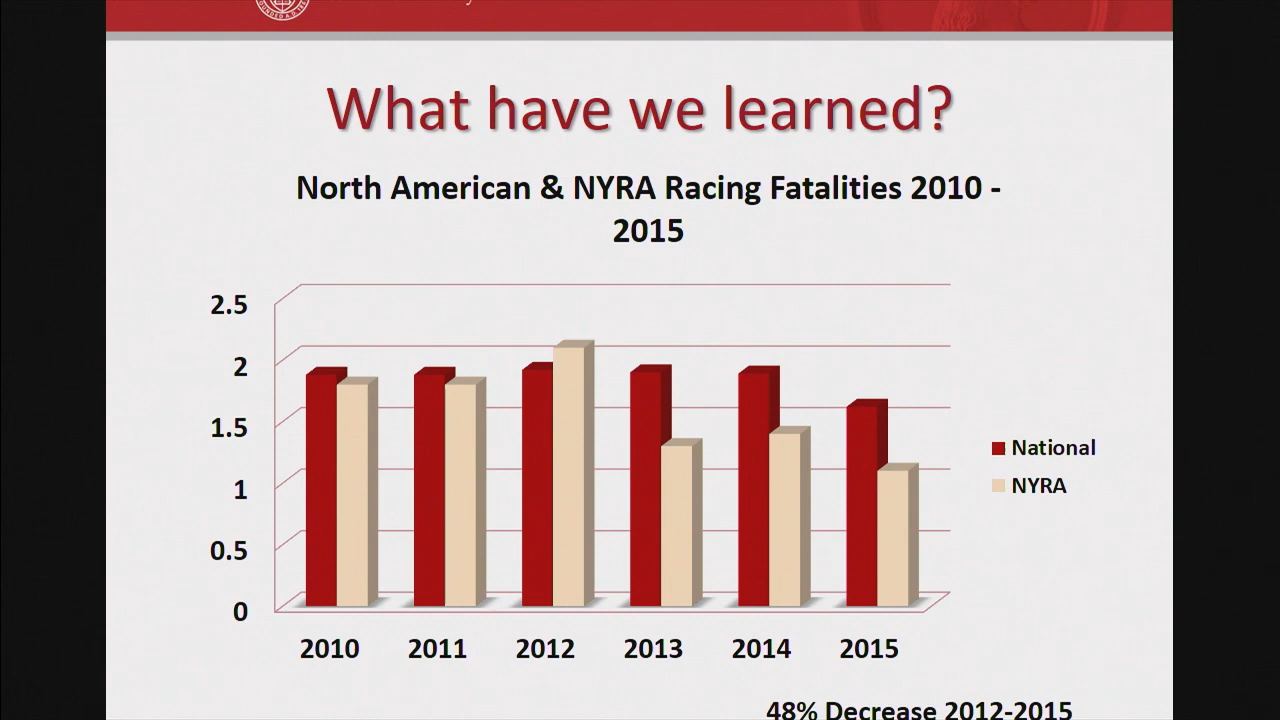 What have we learned?
North American & NYRA Racing Fatalities 2010 -
2015
2.5
2
1.5
1
0.5
0
National
NYRA
2010 2011 2012 2013 2014 2015
48% Decrease 2012-2015